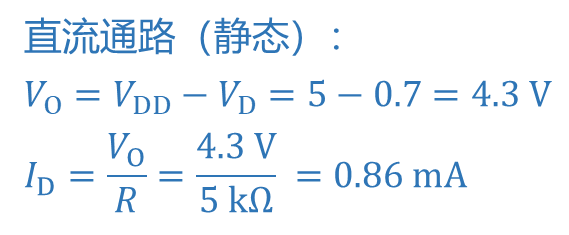 直流通路（静态）:
V_O = V_DD − V_D = 5 − 0.7 = 4.3 V
I_D = V_O / R = 4.3 V / 5 kΩ = 0.86 mA